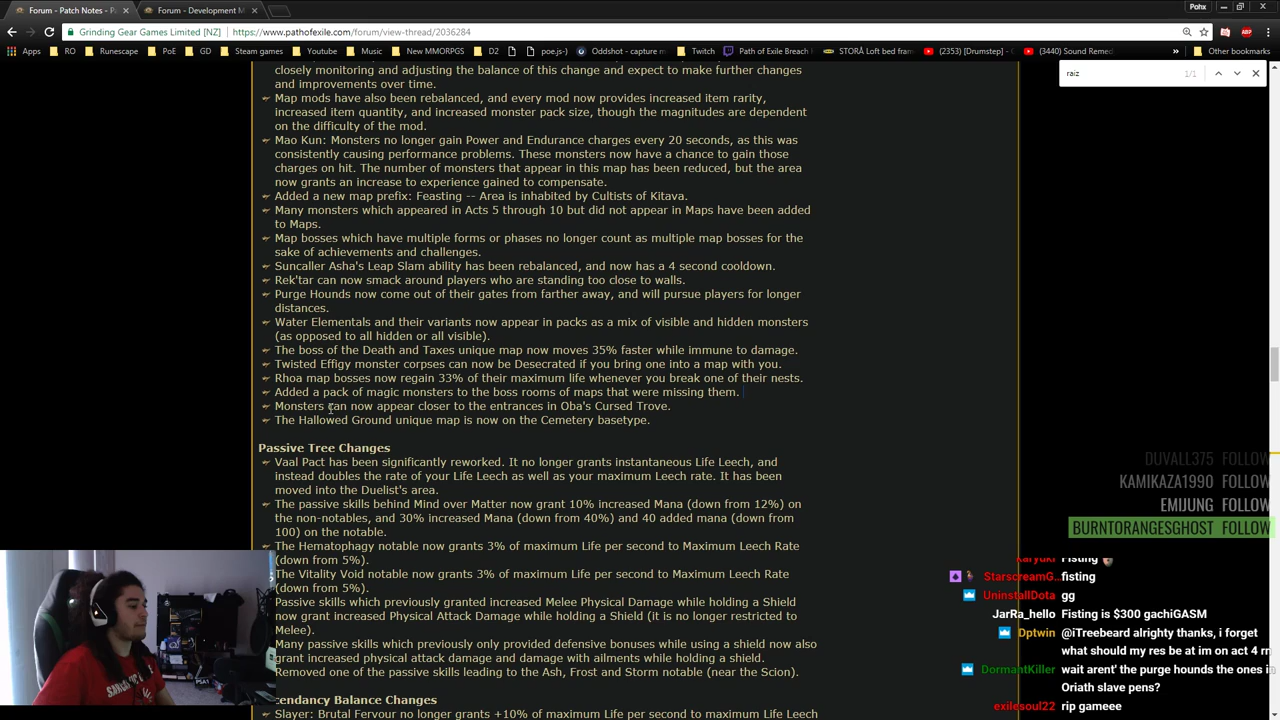 Forum - Patch Notes - P
Forum - Development M
Pohx
Grinding Gear Games Limited [NZ]
https://www.pathofexile.com/forum/view-thread/2036284
Apps RO Runescape PoE GD Steam games Youtube Music New MMORPGS D2 poe.js-) Oddshot - capture m Twitch Path of Exile Breach STORÅ Loft bed fram (2353) [Drumstep] - (3440) Sound Remed » Other bookmarks
raiz
1/1
closely monitoring and adjusting the balance of this change and expect to make further changes
and improvements over time.
Map mods have also been rebalanced, and every mod now provides increased item rarity,
increased item quantity, and increased monster pack size, though the magnitudes are dependent
on the difficulty of the mod.
Mao Kun: Monsters no longer gain Power and Endurance charges every 20 seconds, as this was
consistently causing performance problems. These monsters now have a chance to gain those
charges on hit. The number of monsters that appear in this map has been reduced, but the area
now grants an increase to experience gained to compensate.
Added a new map prefix: Feasting -- Area is inhabited by Cultists of Kitava.
Many monsters which appeared in Acts 5 through 10 but did not appear in Maps have been added
to Maps.
Map bosses which have multiple forms or phases no longer count as multiple map bosses for the
sake of achievements and challenges.
Suncaller Asha's Leap Slam ability has been rebalanced, and now has a 4 second cooldown.
Rek'tar can now smack around players who are standing too close to walls.
Purge Hounds now come out of their gates from farther away, and will pursue players for longer
distances.
Water Elementals and their variants now appear in packs as a mix of visible and hidden monsters
(as opposed to all hidden or all visible).
The boss of the Death and Taxes unique map now moves 35% faster while immune to damage.
Twisted Effigy monster corpses can now be Desecrated if you bring one into a map with you.
Rhoa map bosses now regain 33% of their maximum life whenever you break one of their nests.
Added a pack of magic monsters to the boss rooms of maps that were missing them.
Monsters can now appear closer to the entrances in Oba's Cursed Trove.
The Hallowed Ground unique map is now on the Cemetery basetype.
Passive Tree Changes
Vaal Pact has been significantly reworked. It no longer grants instantaneous Life Leech, and
instead doubles the rate of your Life Leech as well as your maximum Leech rate. It has been
moved into the Duelist's area.
The passive skills behind Mind over Matter now grant 10% increased Mana (down from 12%) on
the non-notables, and 30% increased Mana (down from 40%) and 40 added mana (down from
100) on the notable.
The Hematophagy notable now grants 3% of maximum Life per second to Maximum Leech Rate
(down from 5%).
The Vitality Void notable now grants 3% of maximum Life per second to Maximum Leech Rate
(down from 5%).
Passive skills which previously granted increased Melee Physical Damage while holding a Shield
now grant increased Physical Attack Damage while holding a Shield (it is no longer restricted to
Melee).
Many passive skills which previously only provided defensive bonuses while using a shield now also
grant increased physical attack damage and damage with ailments while holding a shield.
Removed one of the passive skills leading to the Ash, Frost and Storm notable (near the Scion).
endancy Balance Changes
Slayer: Brutal Fervour no longer grants +10% of maximum Life per second to maximum Life Leech
DUVALL375 FOLLOW
KAMIKAZA1990 FOLLOW
EMIJUNG FOLLOW
BURNTORANGESGHOST FOLLOW
Karyuki Fisting
StarscreamG... fisting
UninstallDota gg
JarRa_hello Fisting is $300 gachiGASM
Dptwin @iTreebeard alrighty thanks, i forget
what should my res be at im on act 4 rn
DormantKiller wait arent' the purge hounds the ones in
Oriath slave pens?
exilesoul22 rip gameee